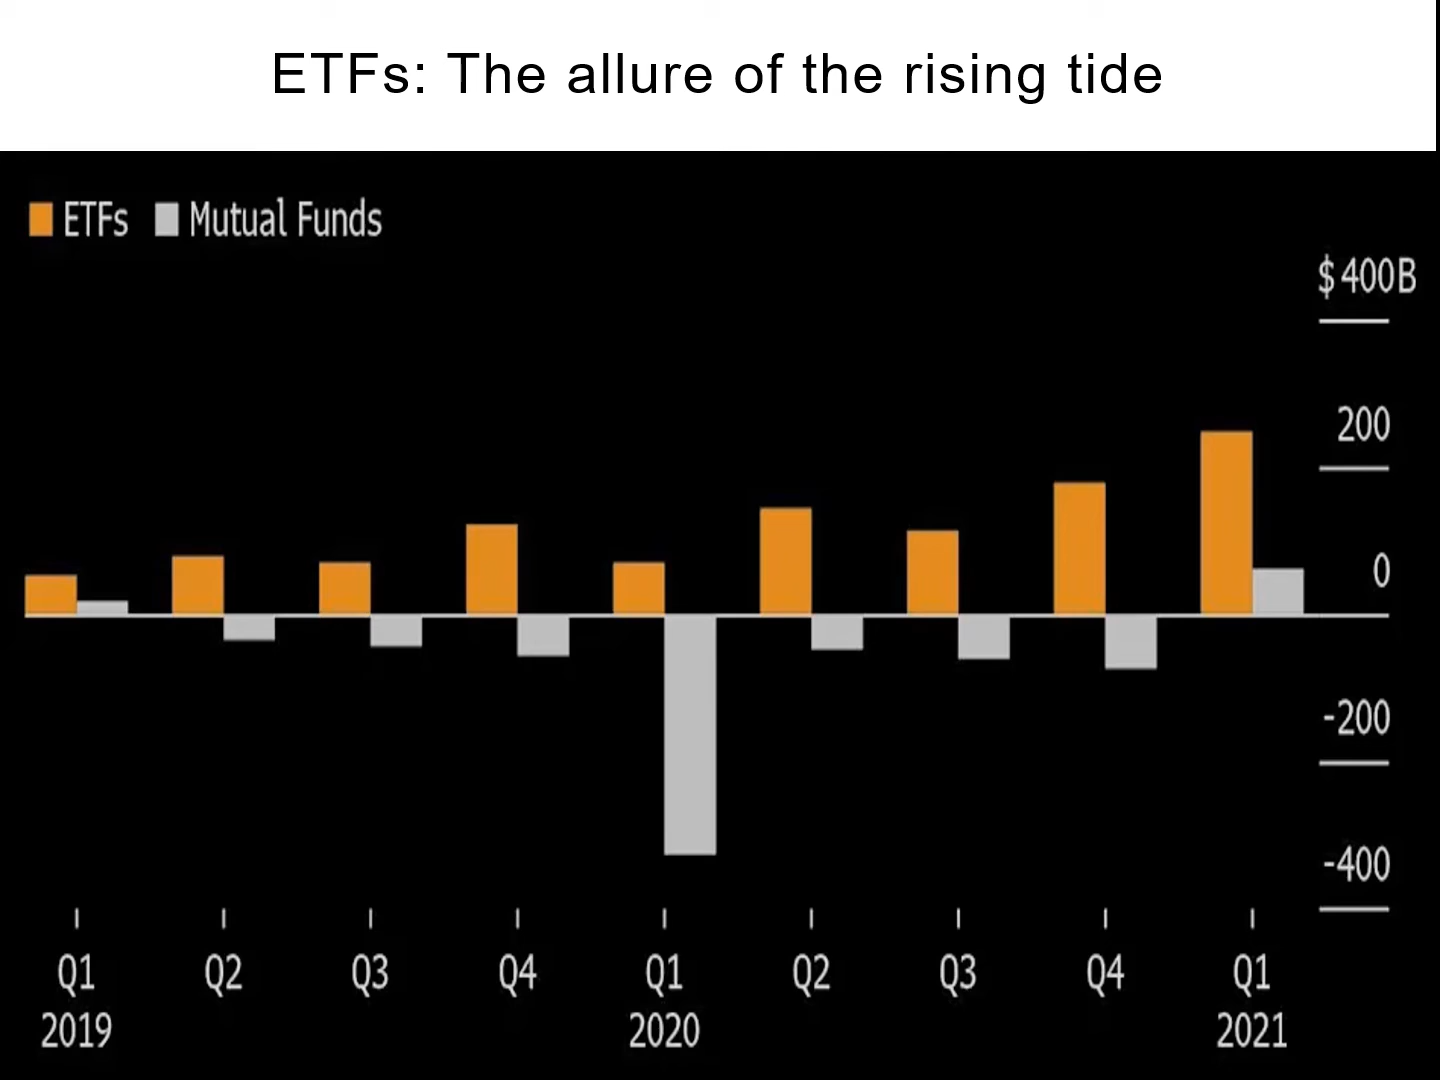 ETFs: The allure of the rising tide
ETFs Mutual Funds
$400B
200
0
-200
-400
Q1 Q2 Q3 Q4 Q1 Q2 Q3 Q4 Q1
2019 2020 2021